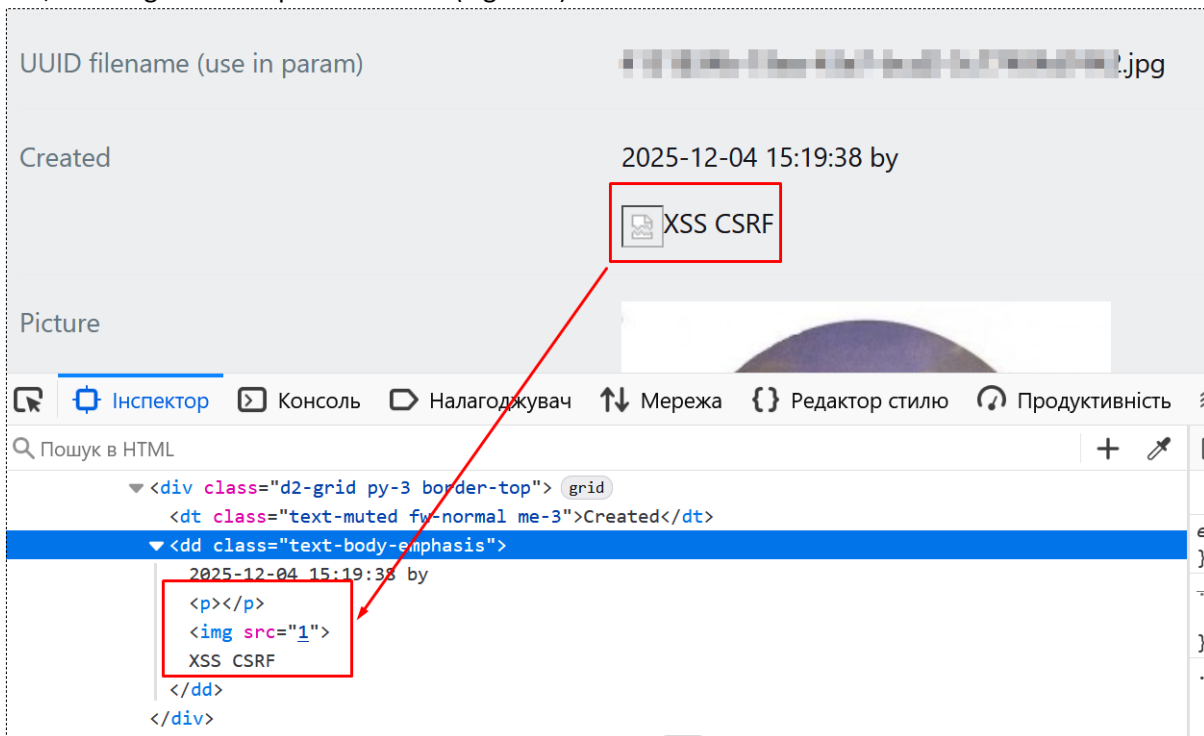 UUID filename (use in param)
.jpg
Created
2025-12-04 15:19:38 by
XSS CSRF
Picture
Інспектор
Консоль
Налагоджувач
Мережа
{} Редактор стилю
Продуктивність
Пошук в HTML
<div class="d2-grid py-3 border-top"> grid
<dt class="text-muted fw-normal me-3">Created</dt>
<dd class="text-body-emphasis">
2025-12-04 15:19:38 by
<p></p>
<img src="1">
XSS CSRF
</dd>
</div>